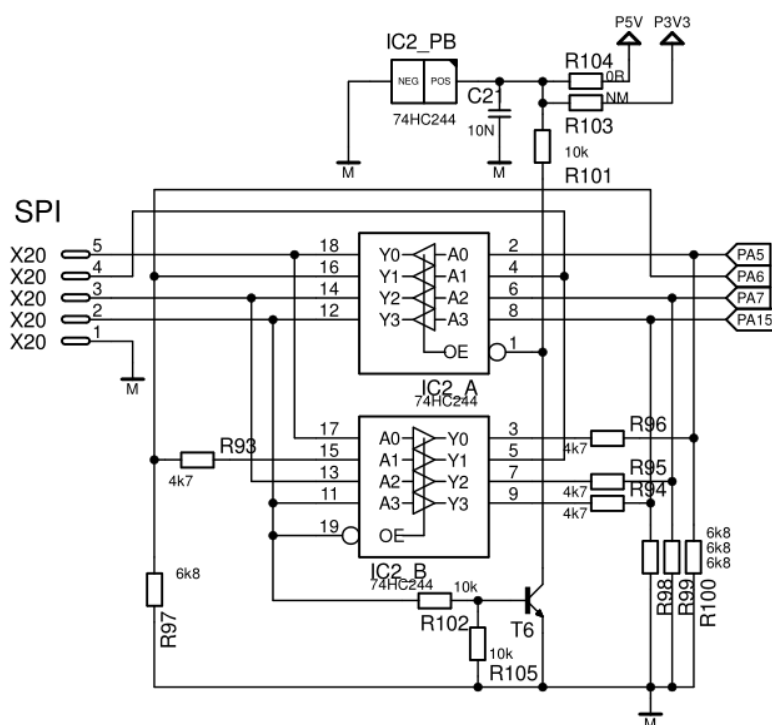 P5V P3V3
IC2_PB
R104
0R
NEG POS
C21
NM
R103
10N
74HC244
10k
R101
M M
SPI
X20 5 18 Y0 A0 2 PA5
X20 4 16 Y1 A1 4 PA6
X20 3 14 Y2 A2 6 PA7
X20 2 12 Y3 A3 8 PA15
X20 1
OE 1
M
IC2_A
74HC244
17 A0 Y0 3 R96
R93 15 A1 Y1 5 4k7
4k7 13 A2 Y2 7 R95
11 A3 Y3 9 4k7 R94
4k7
19 OE
6k8
6k8
6k8
IC2_B
74HC244
6k8
10k
R97
R102
T6
R98
R99
R100
10k
R105
M